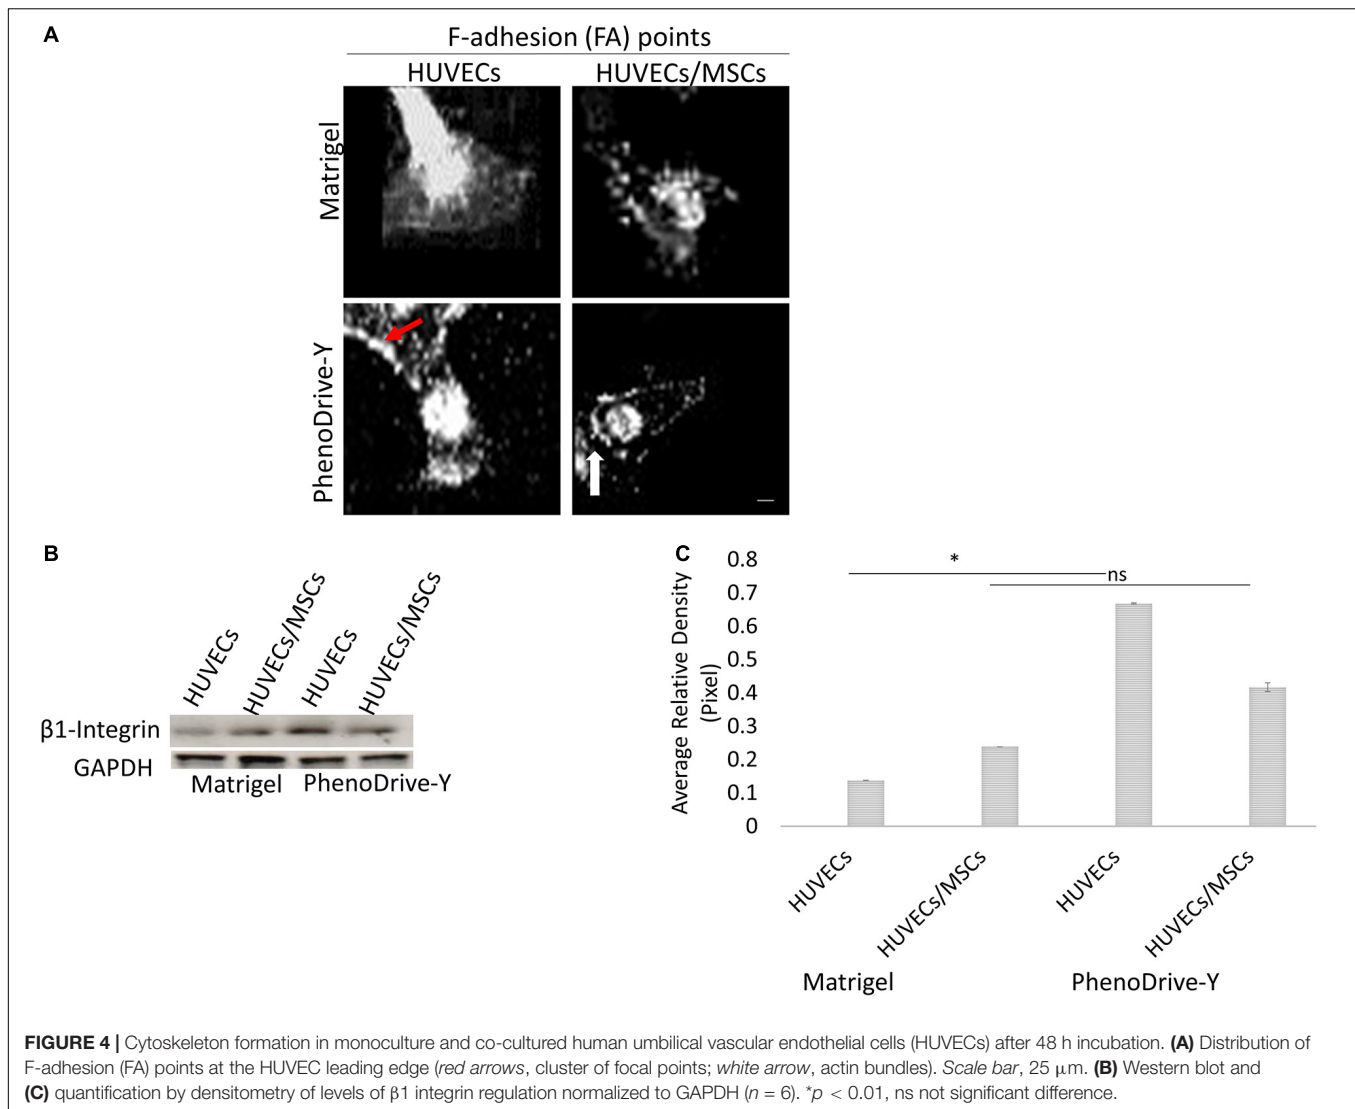 A
F-adhesion (FA) points
HUVECs
HUVECs/MSCs
Matrigel
PhenoDrive-Y
B
HUVECs
HUVECs/MSCs
HUVECs
HUVECs/MSCs
β1-Integrin
GAPDH
Matrigel
PhenoDrive-Y
C
Average Relative Density
(Pixel)
0.8
0.7
0.6
0.5
0.4
0.3
0.2
0.1
0
*
ns
HUVECs
HUVECs/MSCs
HUVECs
HUVECs/MSCs
Matrigel
PhenoDrive-Y
FIGURE 4 | Cytoskeleton formation in monoculture and co-cultured human umbilical vascular endothelial cells (HUVECs) after 48 h incubation. (A) Distribution of
F-adhesion (FA) points at the HUVEC leading edge (red arrows, cluster of focal points; white arrow, actin bundles). Scale bar, 25 μm. (B) Western blot and
(C) quantification by densitometry of levels of β1 integrin regulation normalized to GAPDH (n = 6). *p < 0.01, ns not significant difference.